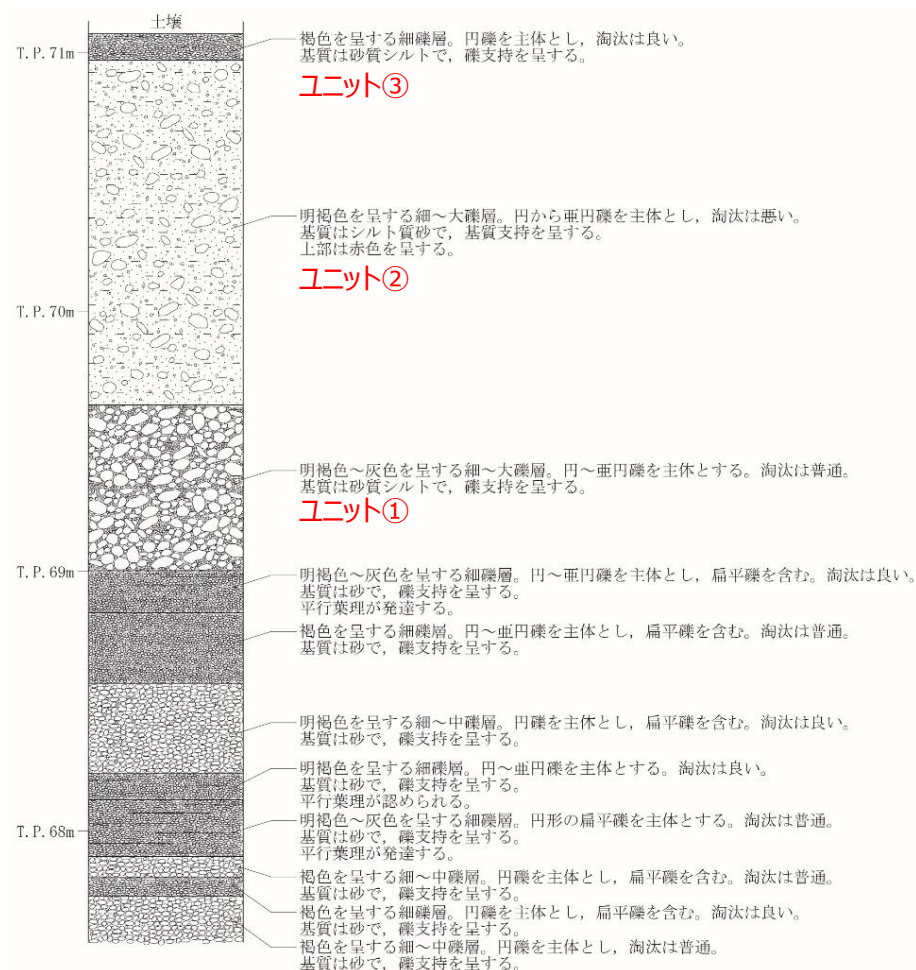 土壌
T.P.71m
褐色を呈する細礫層。円礫を主体とし，淘汰は良い。
基質は砂質シルトで，礫支持を呈する。
ユニット③
明褐色を呈する細〜大礫層。円から亜円礫を主体とし，淘汰は悪い。
基質はシルト質砂で，基質支持を呈する。
上部は赤色を呈する。
ユニット②
T.P.70m
明褐色〜灰色を呈する細〜大礫層。円〜亜円礫を主体とする。淘汰は普通。
基質は砂質シルトで，礫支持を呈する。
ユニット①
T.P.69m
明褐色〜灰色を呈する細礫層。円〜亜円礫を主体とし，扁平礫を含む。淘汰は良い。
基質は砂で，礫支持を呈する。
平行葉理が発達する。
褐色を呈する細礫層。円〜亜円礫を主体とし，扁平礫を含む。淘汰は普通。
基質は砂で，礫支持を呈する。
明褐色を呈する細〜中礫層。円礫を主体とし，扁平礫を含む。淘汰は良い。
基質は砂で，礫支持を呈する。
明褐色を呈する細礫層。円〜亜円礫を主体とする。淘汰は良い。
基質は砂で，礫支持を呈する。
平行葉理が認められる。
T.P.68m
明褐色〜灰色を呈する細礫層。円形の扁平礫を主体とする。淘汰は普通。
基質は砂で，礫支持を呈する。
平行葉理が発達する。
褐色を呈する細〜中礫層。円礫を主体とし，扁平礫を含む。淘汰は普通。
基質は砂で，礫支持を呈する。
褐色を呈する細礫層。円礫を主体とし，扁平礫を含む。淘汰は良い。
基質は砂で，礫支持を呈する。
褐色を呈する細〜中礫層。円礫を主体とし，淘汰は普通。
基質は砂で，礫支持を呈する。